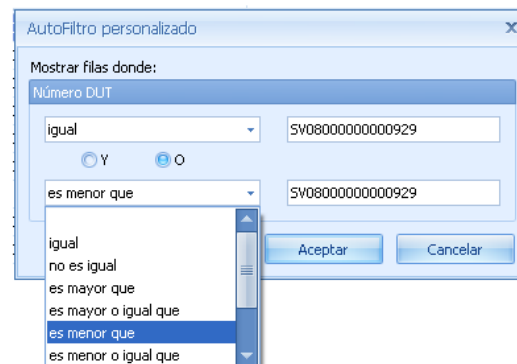 AutoFiltro personalizado
Mostrar filas donde:
Número DUT
igual SV08000000000929
Y O
es menor que SV08000000000929
igual
no es igual
es mayor que
es mayor o igual que
es menor que
es menor o igual que
Aceptar Cancelar